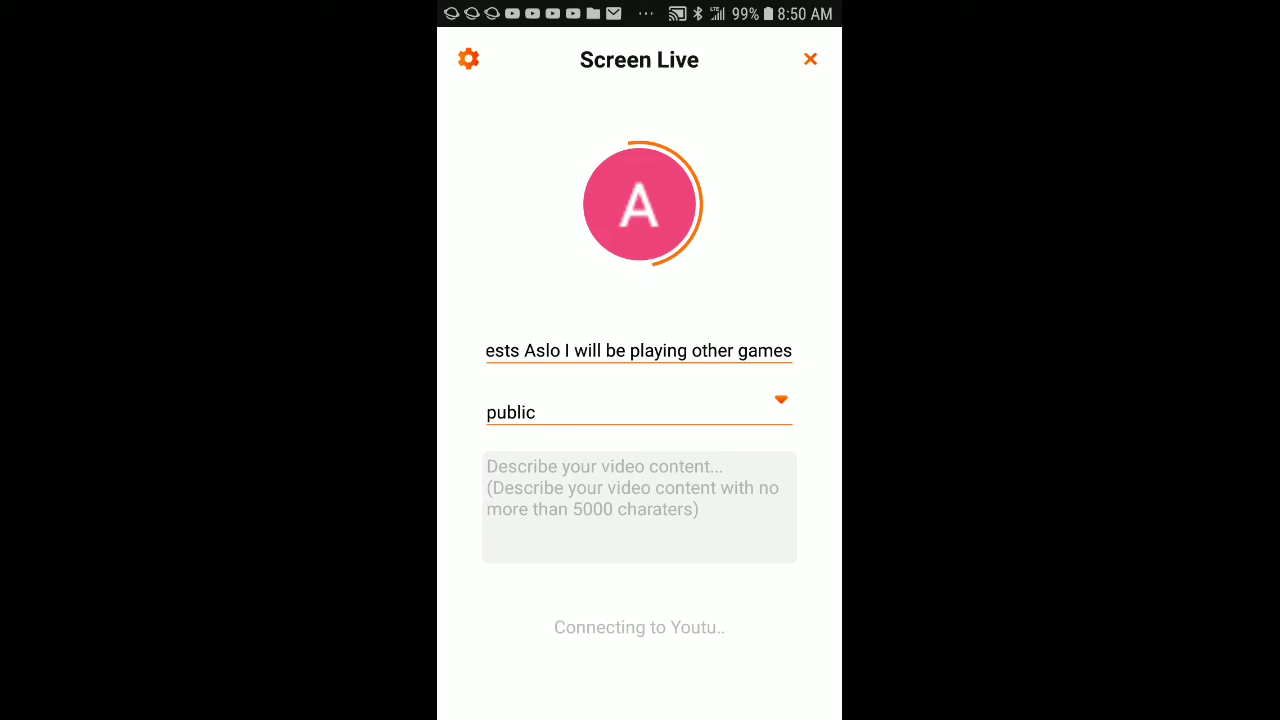 99% 8:50 AM
Screen Live
A
ests Aslo I will be playing other games
public
Describe your video content...
(Describe your video content with no
more than 5000 charaters)
Connecting to Youtu..